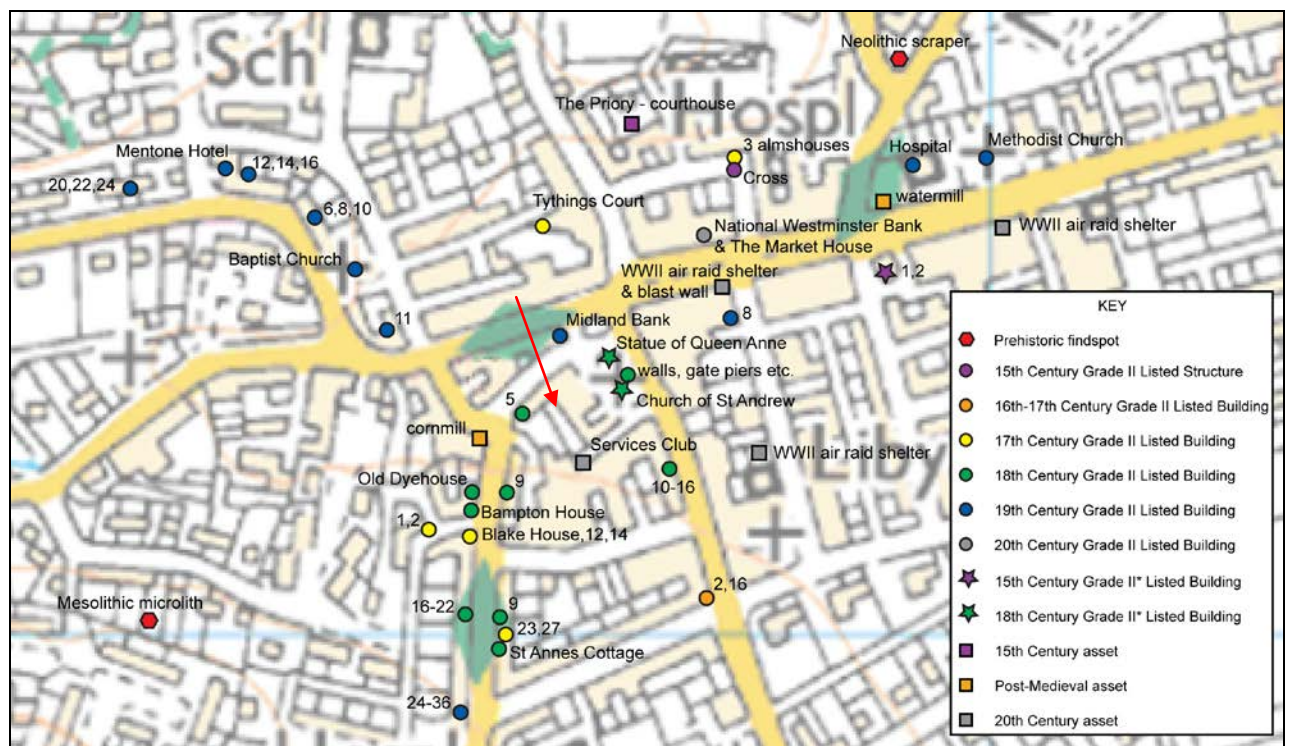 Sch
Neolithic scraper
Hospl
The Priory - courthouse
3 almshouses
Cross
Hospital
Methodist Church
Mentone Hotel
12,14,16
20,22,24
6,8,10
Tythings Court
watermill
National Westminster Bank
& The Market House
WWII air raid shelter
Baptist Church
WWII air raid shelter
& blast wall
1,2
8
11
Midland Bank
Statue of Queen Anne
walls, gate piers etc.
Church of St Andrew
5
cornmill
Services Club
WWII air raid shelter
Liby
10-16
Old Dyehouse
9
Bampton House
1,2
Blake House,12,14
2,16
Mesolithic microlith
16-22
9
23,27
St Annes Cottage
24-36
KEY
Prehistoric findspot
15th Century Grade II Listed Structure
16th-17th Century Grade II Listed Building
17th Century Grade II Listed Building
18th Century Grade II Listed Building
19th Century Grade II Listed Building
20th Century Grade II Listed Building
15th Century Grade II* Listed Building
18th Century Grade II* Listed Building
15th Century asset
Post-Medieval asset
20th Century asset